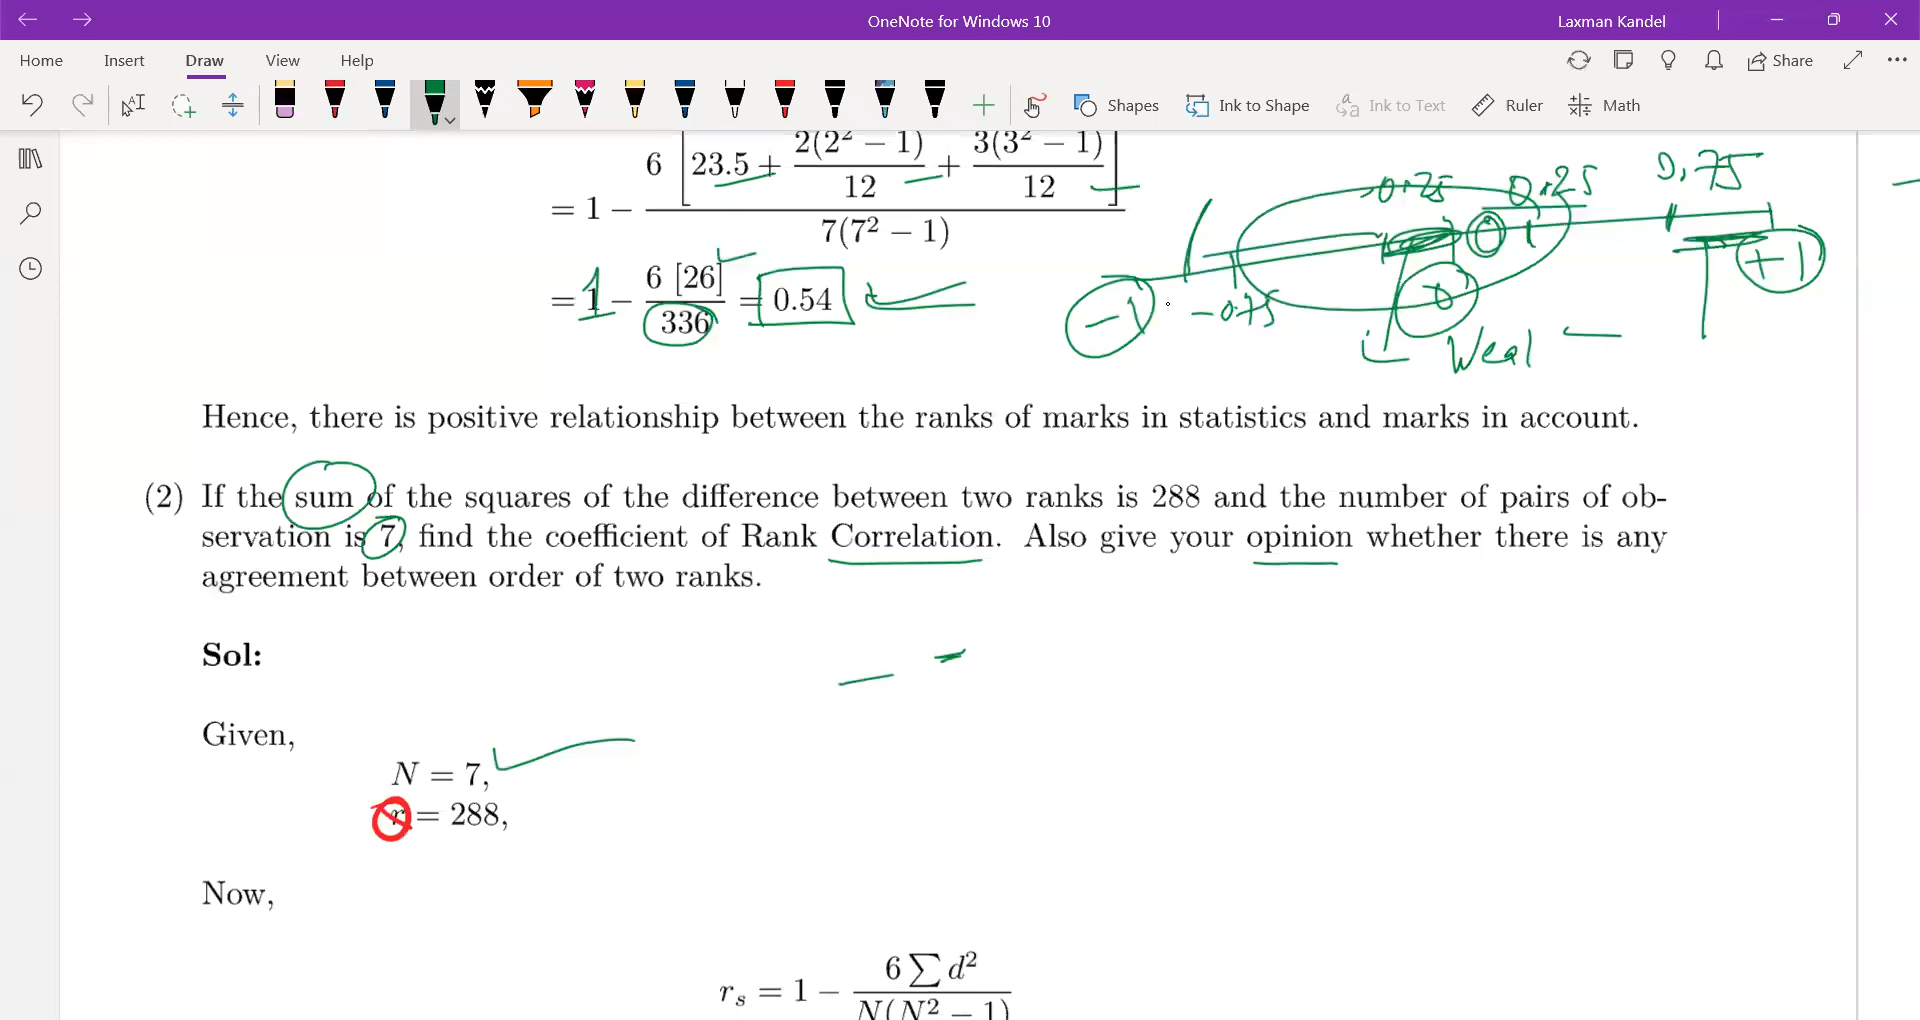 OneNote for Windows 10
Laxman Kandel
Home Insert Draw View Help
Share
Shapes Ink to Shape Ink to Text Ruler Math
= 1 − 6 [23.5 + 2(2² − 1)/12 + 3(3² − 1)/12] / 7(7² − 1)
-0.25 0.25 0.75
0
+1
= 1 − 6 [26] / 336 = 0.54
-1 -0.75 0
Weal
Hence, there is positive relationship between the ranks of marks in statistics and marks in account.
(2) If the sum of the squares of the difference between two ranks is 288 and the number of pairs of ob-
servation is 7, find the coefficient of Rank Correlation. Also give your opinion whether there is any
agreement between order of two ranks.
Sol:
Given,
N = 7,
r = 288,
Now,
rₛ = 1 − 6 ∑ d² / N(N² − 1)